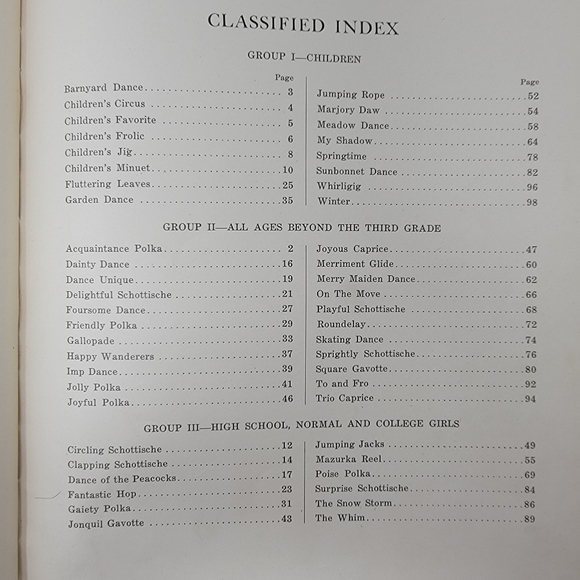 CLASSIFIED INDEX
GROUP I—CHILDREN
Page
Barnyard Dance 3
Children's Circus 4
Children's Favorite 5
Children's Frolic 6
Children's Jig 8
Children's Minuet 10
Fluttering Leaves 25
Garden Dance 35
Page
Jumping Rope 52
Marjory Daw 54
Meadow Dance 58
My Shadow 64
Springtime 78
Sunbonnet Dance 82
Whirligig 96
Winter 98
GROUP II—ALL AGES BEYOND THE THIRD GRADE
Acquaintance Polka 2
Dainty Dance 16
Dance Unique 19
Delightful Schottische 21
Foursome Dance 27
Friendly Polka 29
Gallopade 33
Happy Wanderers 37
Imp Dance 39
Jolly Polka 41
Joyful Polka 46
Joyous Caprice 47
Merriment Glide 60
Merry Maiden Dance 62
On The Move 66
Playful Schottische 68
Roundelay 72
Skating Dance 74
Sprightly Schottische 76
Square Gavotte 80
To and Fro 92
Trio Caprice 94
GROUP III—HIGH SCHOOL, NORMAL AND COLLEGE GIRLS
Circling Schottische 12
Clapping Schottische 14
Dance of the Peacocks 17
Fantastic Hop 23
Gaiety Polka 31
Jonquil Gavotte 43
Jumping Jacks 49
Mazurka Reel 55
Poise Polka 69
Surprise Schottische 84
The Snow Storm 86
The Whim 89